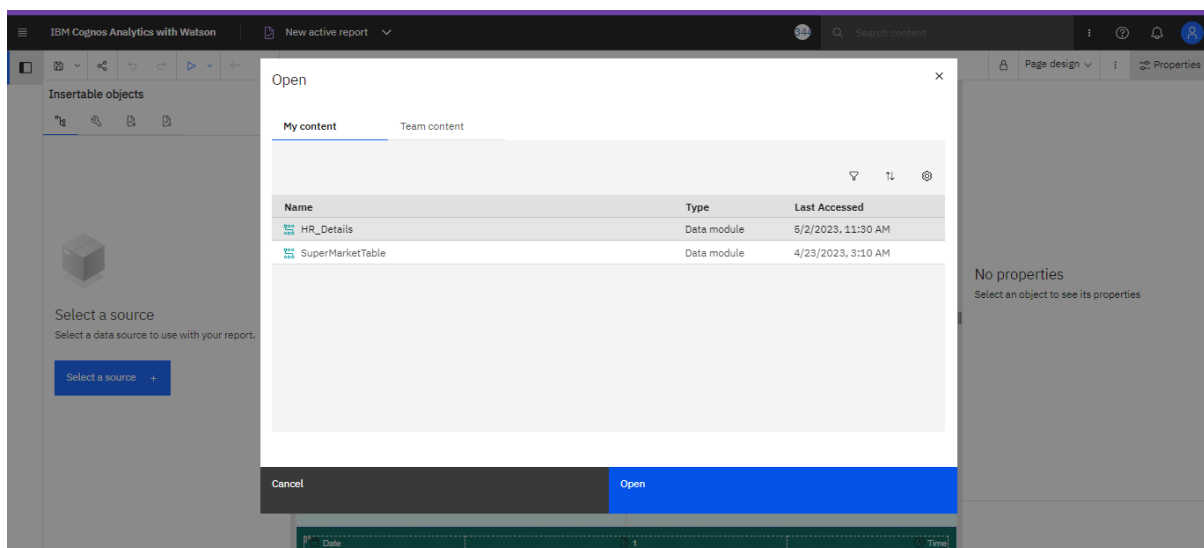 IBM Cognos Analytics with Watson
New active report
Search content
Page design
Properties
Insertable objects
Open
My content
Team content
Name Type Last Accessed
HR_Details Data module 5/2/2023, 11:30 AM
SuperMarketTable Data module 4/23/2023, 3:10 AM
Select a source
Select a data source to use with your report.
Select a source +
No properties
Select an object to see its properties
Cancel
Open
Date 1 Time